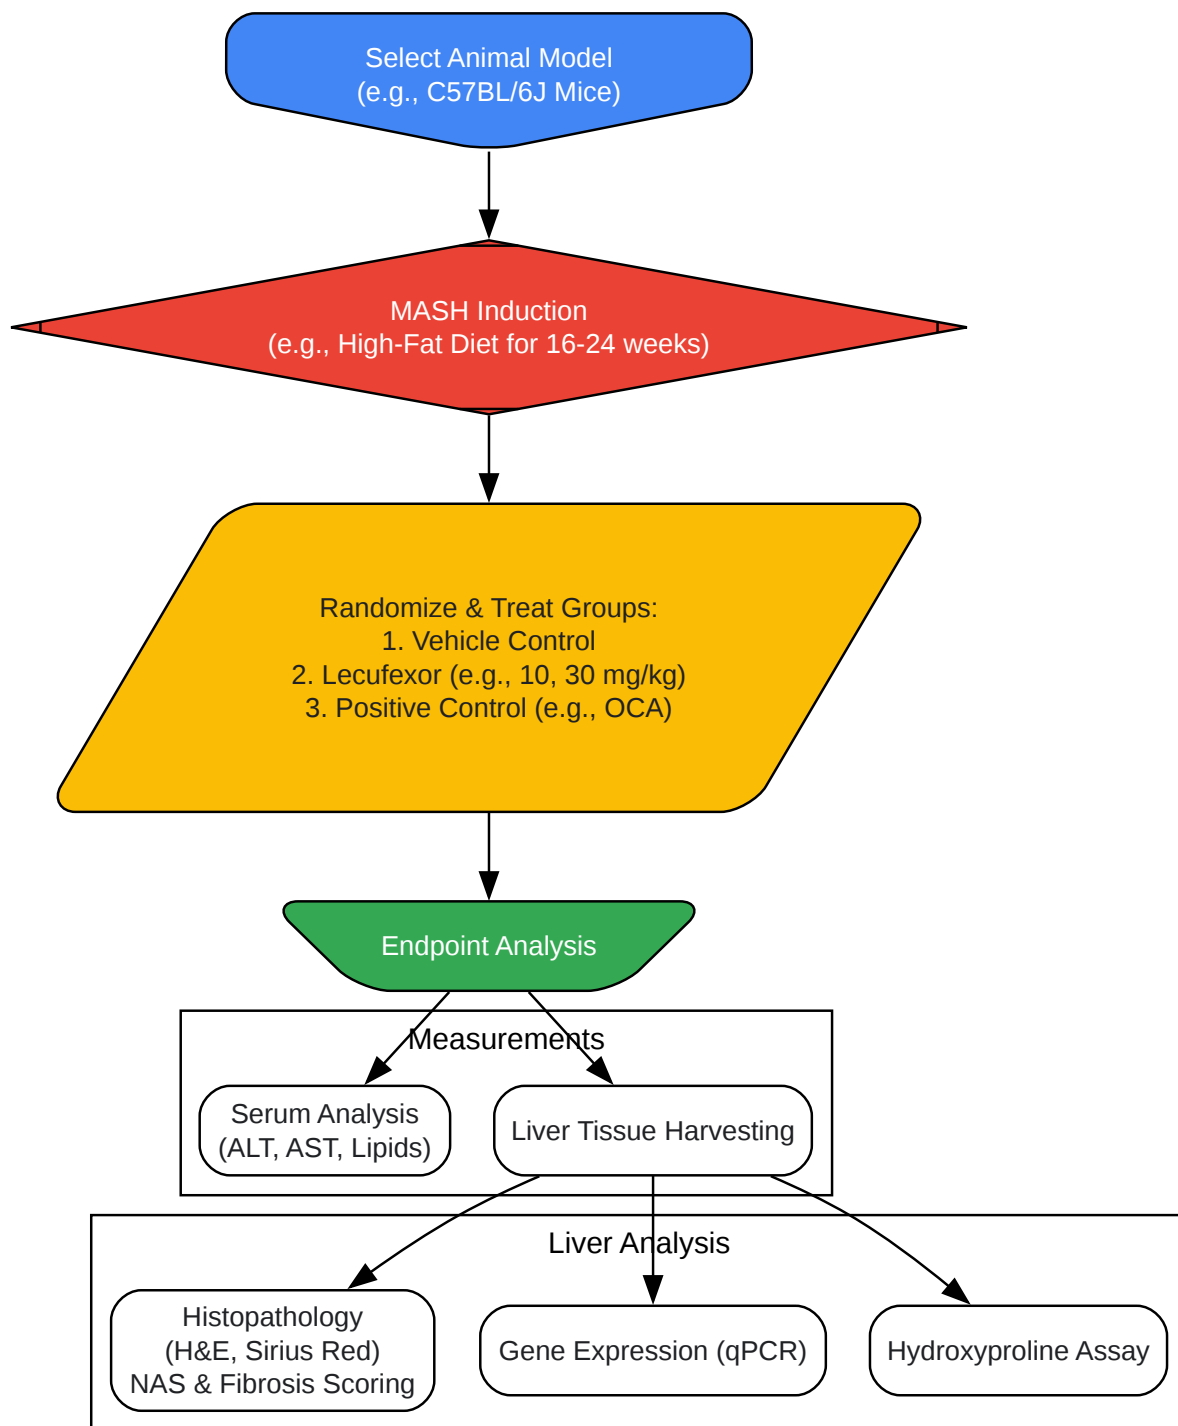 Select Animal Model
(e.g., C57BL/6J Mice)
MASH Induction
(e.g., High-Fat Diet for 16-24 weeks)
Randomize & Treat Groups:
1. Vehicle Control
2. Lecufexor (e.g., 10, 30 mg/kg)
3. Positive Control (e.g., OCA)
Endpoint Analysis
Measurements
Serum Analysis
(ALT, AST, Lipids)
Liver Tissue Harvesting
Liver Analysis
Histopathology
(H&E, Sirius Red)
NAS & Fibrosis Scoring
Gene Expression (qPCR)
Hydroxyproline Assay